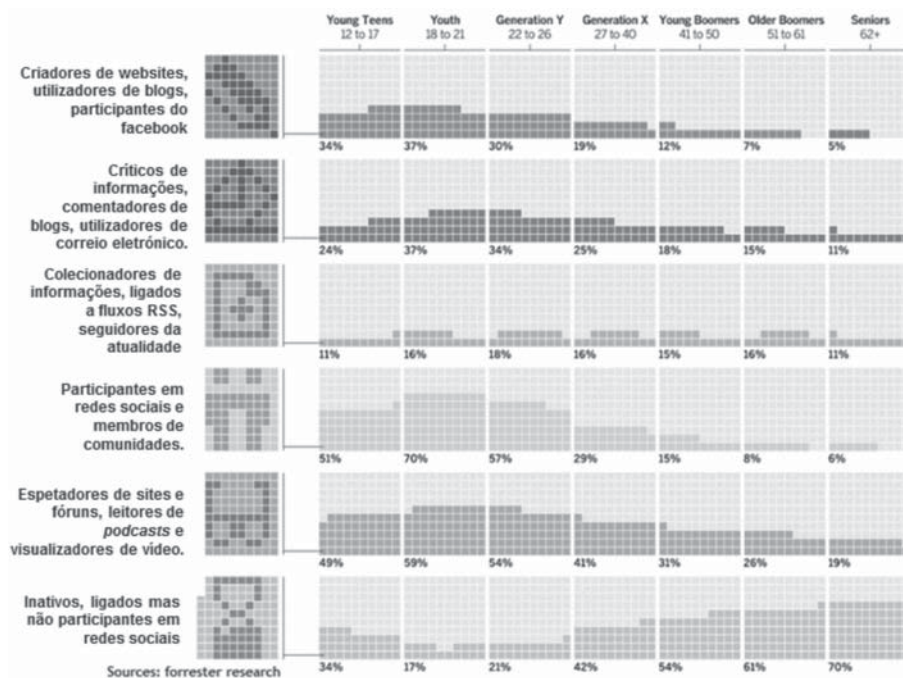 Young Teens Youth Generation Y Generation X Young Boomers Older Boomers Seniors
12 to 17 18 to 21 22 to 26 27 to 40 41 to 50 51 to 61 62+
Criadores de websites,
utilizadores de blogs,
participantes do
facebook
34% 37% 30% 19% 12% 7% 5%
Críticos de
informações,
comentadores de
blogs, utilizadores de
correio eletrónico.
24% 37% 34% 25% 18% 15% 11%
Colecionadores de
informações, ligados
a fluxos RSS,
seguidores da
atualidade
11% 16% 18% 16% 15% 16% 11%
Participantes em
redes sociais e
membros de
comunidades.
51% 70% 57% 29% 15% 8% 6%
Espetadores de sites e
fóruns, leitores de
podcasts e
visualizadores de vídeo.
49% 59% 54% 41% 31% 26% 19%
Inativos, ligados mas
não participantes em
redes sociais
34% 17% 21% 42% 54% 61% 70%
Sources: forrester research